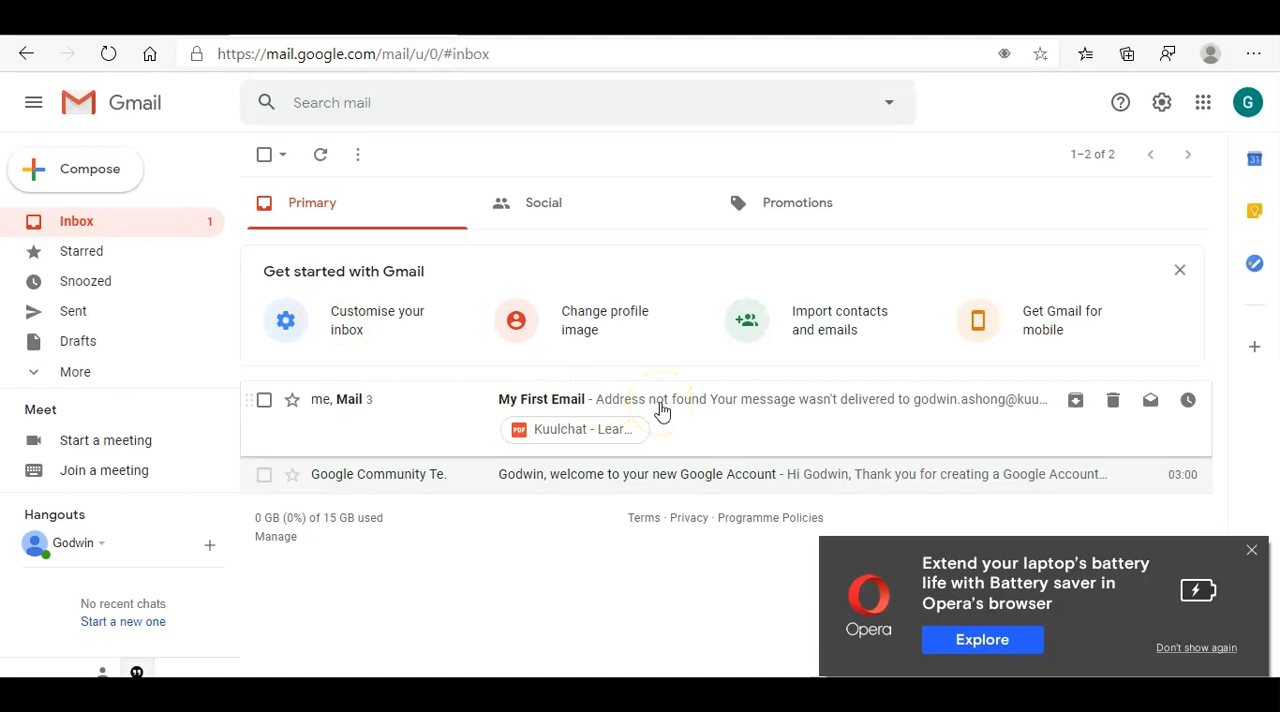 https://mail.google.com/mail/u/0/#inbox
Gmail
Search mail
G
Compose
1–2 of 2
31
Inbox 1
Primary
Social
Promotions
Starred
Snoozed
Sent
Drafts
More
Get started with Gmail
Customise your
inbox
Change profile
image
Import contacts
and emails
Get Gmail for
mobile
me, Mail 3
My First Email - Address not found Your message wasn't delivered to godwin.ashong@kuu...
PDF Kuulchat - Lear...
Google Community Te.
Godwin, welcome to your new Google Account - Hi Godwin, Thank you for creating a Google Account...
03:00
Meet
Start a meeting
Join a meeting
Hangouts
Godwin
No recent chats
Start a new one
0 GB (0%) of 15 GB used
Manage
Terms · Privacy · Programme Policies
Opera
Extend your laptop's battery
life with Battery saver in
Opera's browser
Explore
Don't show again